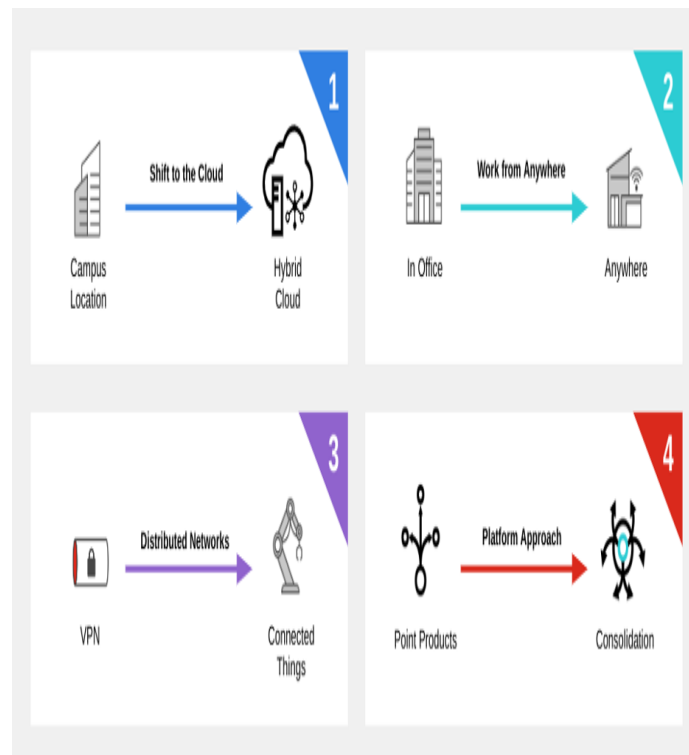 1
Shift to the Cloud
Campus
Location
Hybrid
Cloud
2
Work from Anywhere
In Office
Anywhere
3
Distributed Networks
VPN
Connected
Things
4
Platform Approach
Point Products
Consolidation